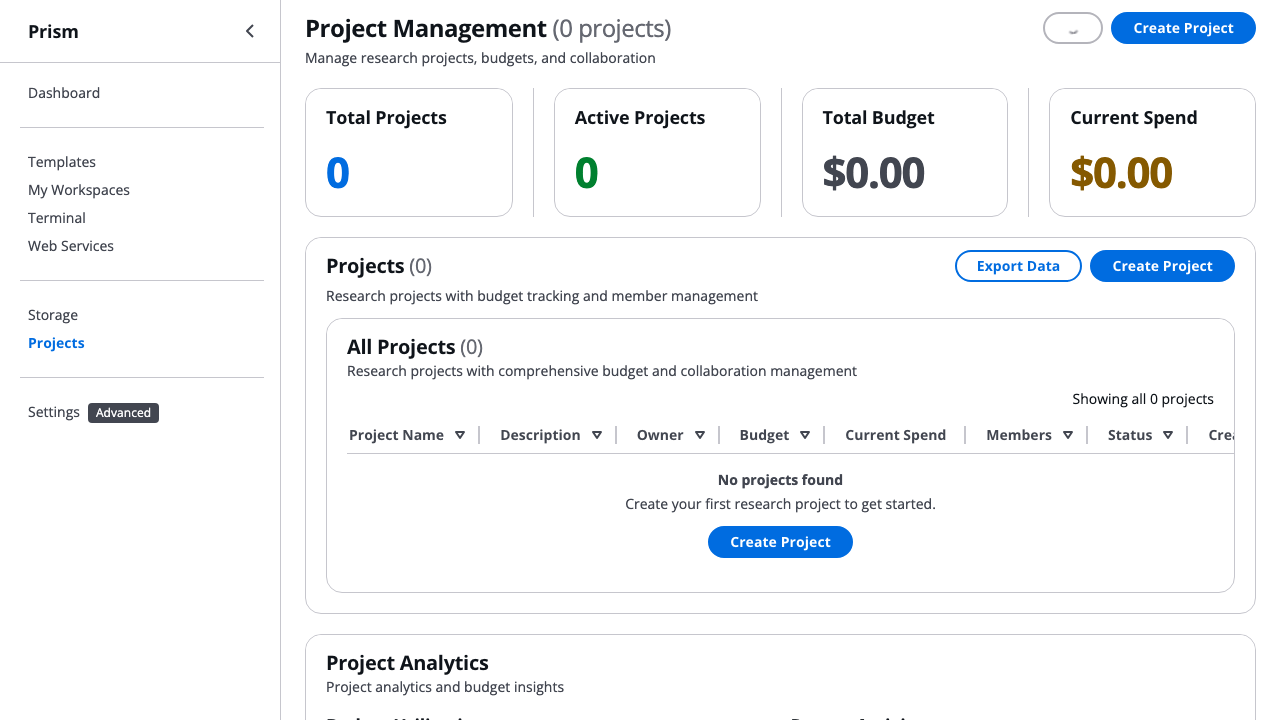 Prism
Dashboard
Templates
My Workspaces
Terminal
Web Services
Storage
Projects
Settings Advanced
Project Management (0 projects)
Create Project
Manage research projects, budgets, and collaboration
Total Projects
0
Active Projects
0
Total Budget
$0.00
Current Spend
$0.00
Projects (0)
Export Data
Create Project
Research projects with budget tracking and member management
All Projects (0)
Research projects with comprehensive budget and collaboration management
Showing all 0 projects
Project Name Description Owner Budget Current Spend Members Status
No projects found
Create your first research project to get started.
Create Project
Project Analytics
Project analytics and budget insights